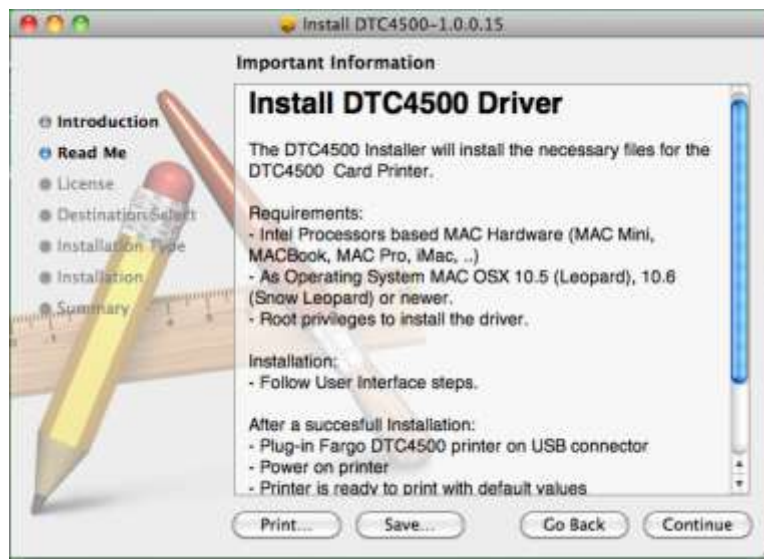 Install DTC4500-1.0.0.15
Important Information
Introduction
Read Me
License
Destination Select
Installation Type
Installation
Summary
Install DTC4500 Driver
The DTC4500 Installer will install the necessary files for the
DTC4500 Card Printer.
Requirements:
- Intel Processors based MAC Hardware (MAC Mini,
MACBook, MAC Pro, iMac, ..)
- As Operating System MAC OSX 10.5 (Leopard), 10.6
(Snow Leopard) or newer.
- Root privileges to install the driver.
Installation:
- Follow User Interface steps.
After a succesfull Installation:
- Plug-in Fargo DTC4500 printer on USB connector
- Power on printer
- Printer is ready to print with default values
Print...
Save...
Go Back
Continue